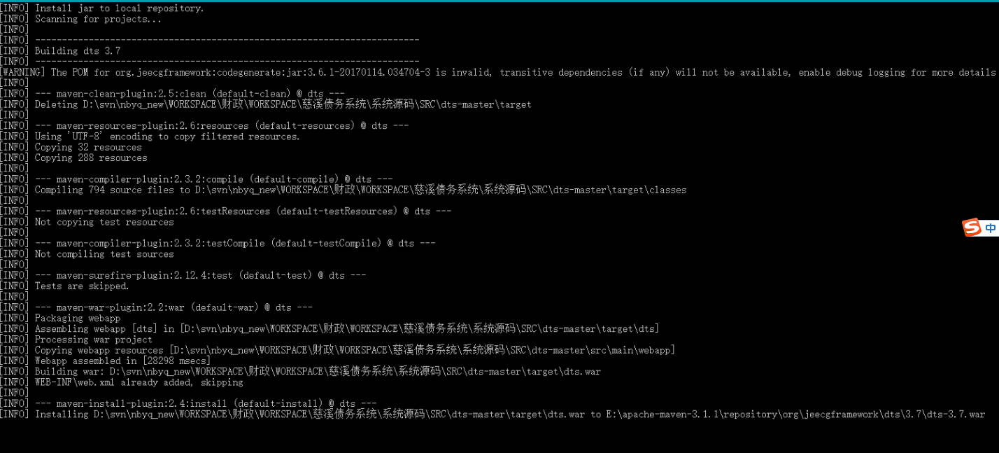 [INFO] Install jar to local repository.
[INFO] Scanning for projects...
[INFO]
[INFO] ------------------------------------------------------------------------
[INFO] Building dts 3.7
[INFO] ------------------------------------------------------------------------
[WARNING] The POM for org.jeecgframework:codegenerate:jar:3.6.1-20170114.034704-3 is invalid, transitive dependencies (if any) will not be available, enable debug logging for more details
[INFO]
[INFO] --- maven-clean-plugin:2.5:clean (default-clean) @ dts ---
[INFO] Deleting D:\svn\nbyq_new\WORKSPACE\财政\WORKSPACE\慈溪债务系统\系统源码\SRC\dts-master\target
[INFO]
[INFO] --- maven-resources-plugin:2.6:resources (default-resources) @ dts ---
[INFO] Using 'UTF-8' encoding to copy filtered resources.
[INFO] Copying 32 resources
[INFO] Copying 288 resources
[INFO]
[INFO] --- maven-compiler-plugin:2.3.2:compile (default-compile) @ dts ---
[INFO] Compiling 794 source files to D:\svn\nbyq_new\WORKSPACE\财政\WORKSPACE\慈溪债务系统\系统源码\SRC\dts-master\target\classes
[INFO]
[INFO] --- maven-resources-plugin:2.6:testResources (default-testResources) @ dts ---
[INFO] Not copying test resources
[INFO]
[INFO] --- maven-compiler-plugin:2.3.2:testCompile (default-testCompile) @ dts ---
[INFO] Not compiling test sources
[INFO]
[INFO] --- maven-surefire-plugin:2.12.4:test (default-test) @ dts ---
[INFO] Tests are skipped.
[INFO]
[INFO] --- maven-war-plugin:2.2:war (default-war) @ dts ---
[INFO] Packaging webapp
[INFO] Assembling webapp [dts] in [D:\svn\nbyq_new\WORKSPACE\财政\WORKSPACE\慈溪债务系统\系统源码\SRC\dts-master\target\dts]
[INFO] Processing war project
[INFO] Copying webapp resources [D:\svn\nbyq_new\WORKSPACE\财政\WORKSPACE\慈溪债务系统\系统源码\SRC\dts-master\src\main\webapp]
[INFO] Webapp assembled in [28298 msecs]
[INFO] Building war: D:\svn\nbyq_new\WORKSPACE\财政\WORKSPACE\慈溪债务系统\系统源码\SRC\dts-master\target\dts.war
[INFO] WEB-INF\web.xml already added, skipping
[INFO]
[INFO] --- maven-install-plugin:2.4:install (default-install) @ dts ---
[INFO] Installing D:\svn\nbyq_new\WORKSPACE\财政\WORKSPACE\慈溪债务系统\系统源码\SRC\dts-master\target\dts.war to E:\apache-maven-3.1.1\repository\org\jeecgframework\dts\3.7\dts-3.7.war
S 中